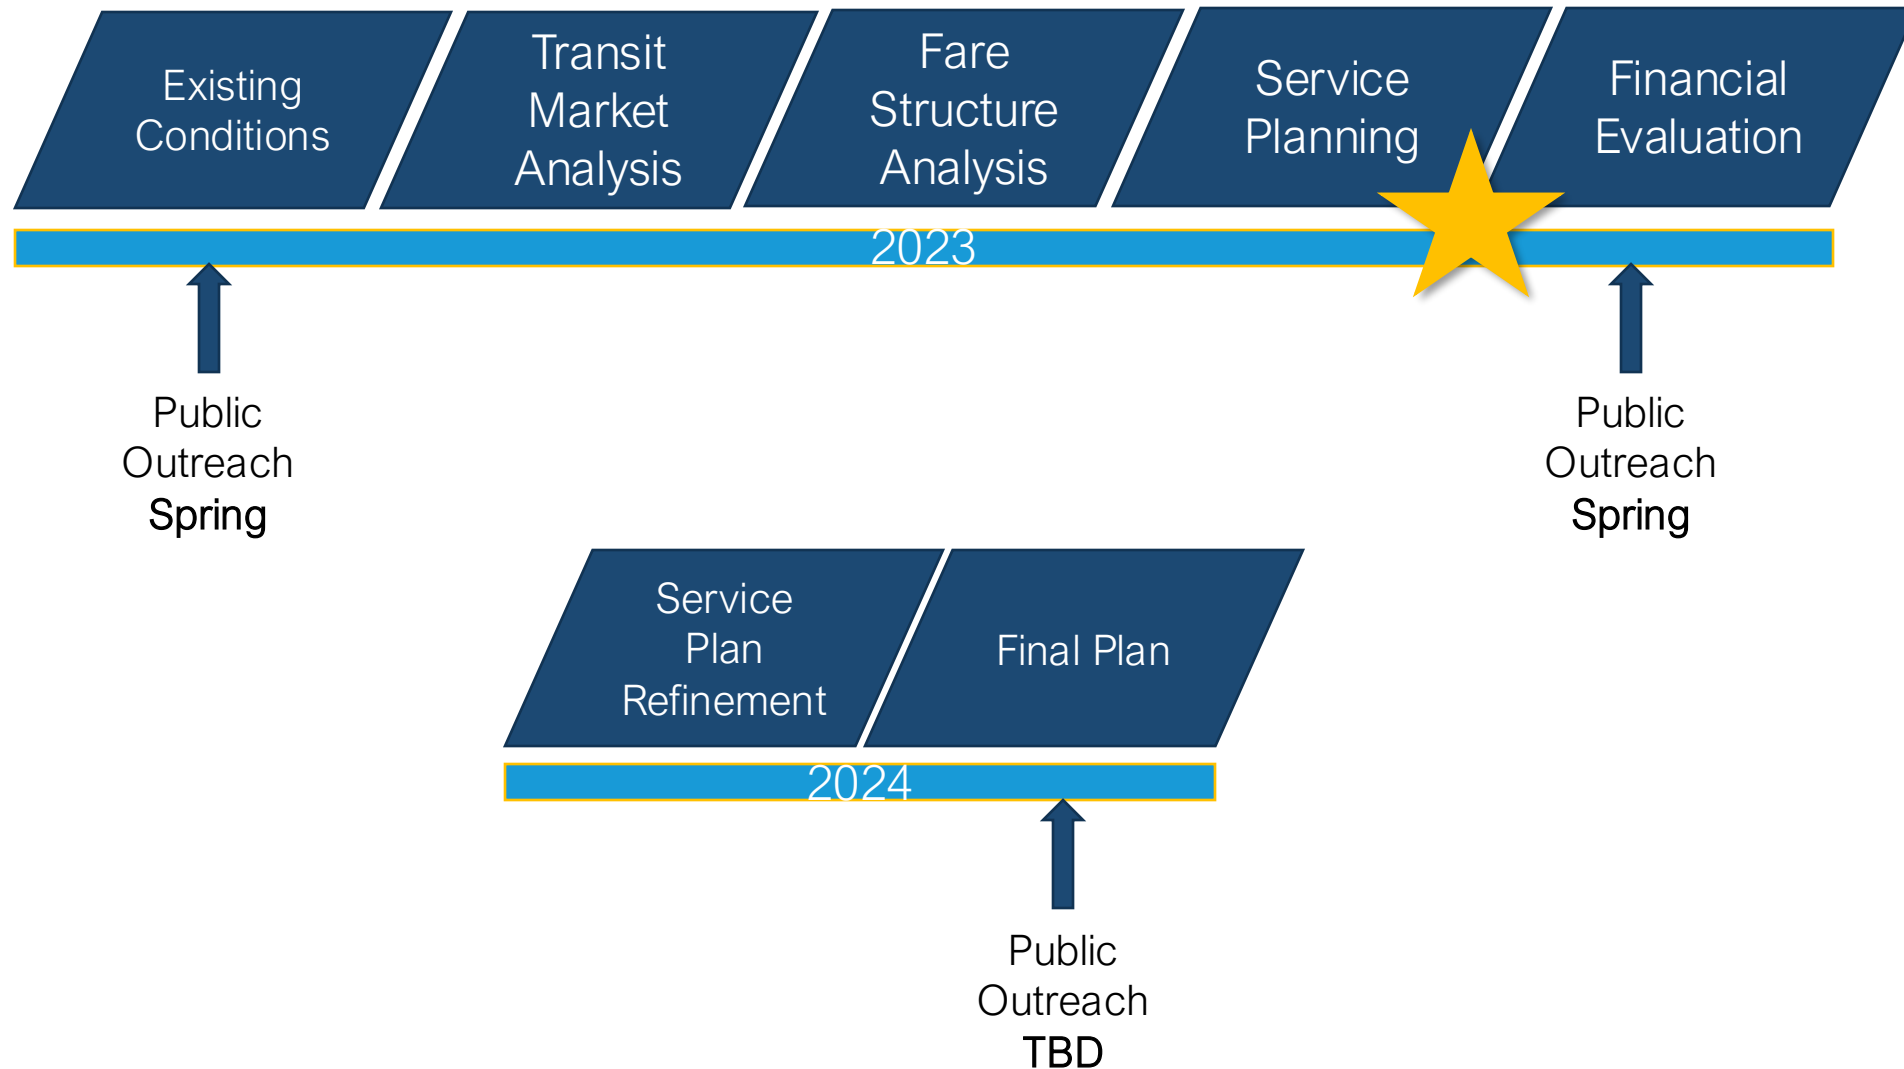 Existing
Conditions
Transit
Market
Analysis
Fare
Structure
Analysis
Service
Planning
Financial
Evaluation
2023
Public
Outreach
Spring
Public
Outreach
Spring
Service
Plan
Refinement
Final Plan
2024
Public
Outreach
TBD